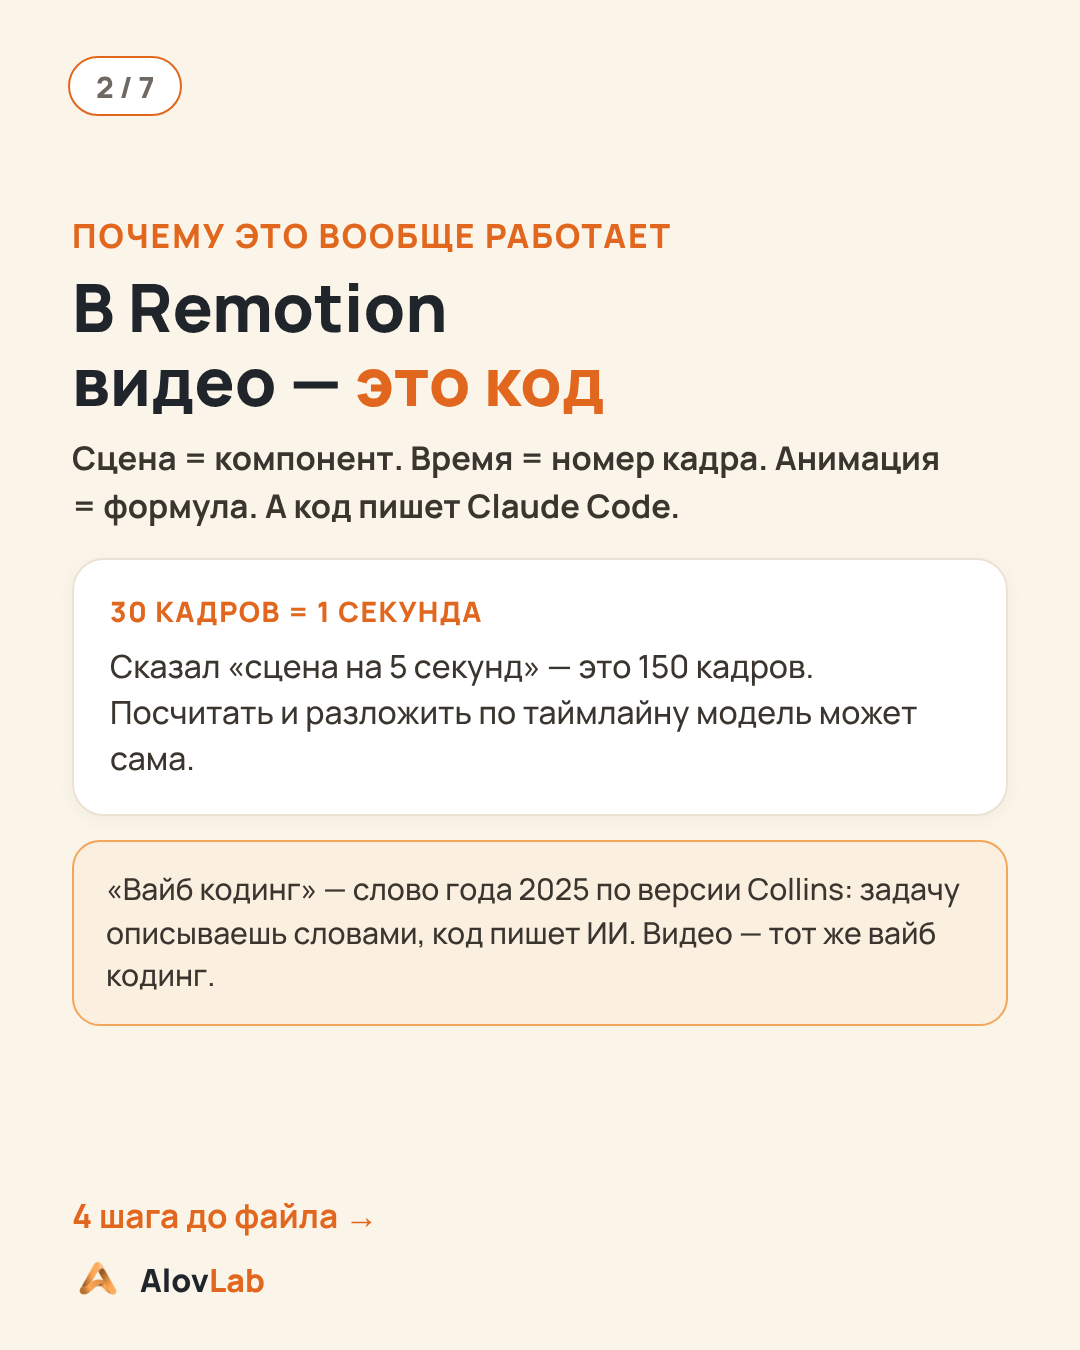 2 / 7
ПОЧЕМУ ЭТО ВООБЩЕ РАБОТАЕТ
В Remotion
видео — это код
Сцена = компонент. Время = номер кадра. Анимация
= формула. А код пишет Claude Code.
30 КАДРОВ = 1 СЕКУНДА
Сказал «сцена на 5 секунд» — это 150 кадров.
Посчитать и разложить по таймлайну модель может
сама.
«Вайб кодинг» — слово года 2025 по версии Collins: задачу
описываешь словами, код пишет ИИ. Видео — тот же вайб
кодинг.
4 шага до файла →
AlovLab